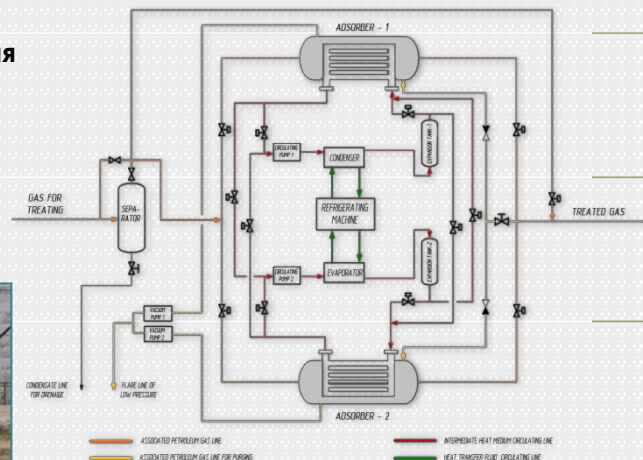 ия
ADSORBER - 1
CIRCULATING
PUMP 1
CONDENSER
EXPANSION TANK-1
GAS FOR
TREATING
SEPA-
RATOR
REFRIGERATING
MACHINE
TREATED GAS
CIRCULATING
PUMP 2
EVAPORATOR
EXPANSION TANK-2
VACUUM
PUMP 1
VACUUM
PUMP 2
CONDENSATE LINE
FOR DRENAGE
FLARE LINE OF
LOW PRESSURE
ADSORBER - 2
ASSOCIATED PETROLEUM GAS LINE
INTERMEDIATE HEAT MEDIUM CIRCULATING LINE
ASSOCIATED PETROLEUM GAS LINE FOR PURGING
HEAT TRANSFER FLUID CIRCULATING LINE